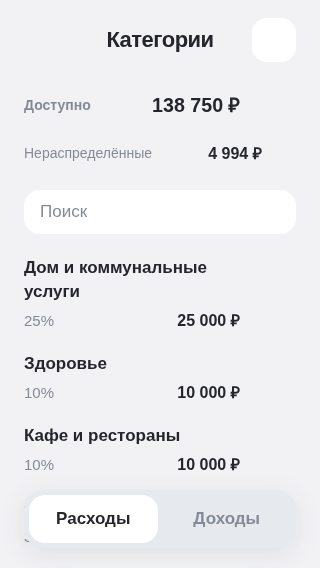 Категории
Доступно 138 750 ₽
Нераспределённые 4 994 ₽
Поиск
Дом и коммунальные
услуги
25% 25 000 ₽
Здоровье
10% 10 000 ₽
Кафе и рестораны
10% 10 000 ₽
Расходы Доходы